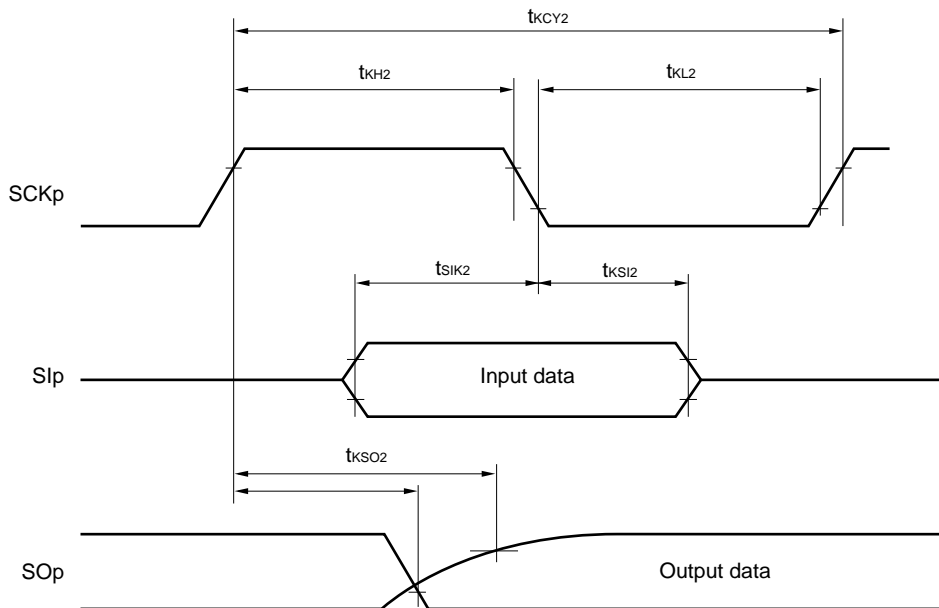 tKCY2
tKH2
tKL2
SCKp
tSIK2
tKSI2
SIp
Input data
tKSO2
SOp
Output data